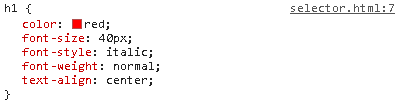 h1 { selector.html:7
color: red;
font-size: 40px;
font-style: italic;
font-weight: normal;
text-align: center;
}